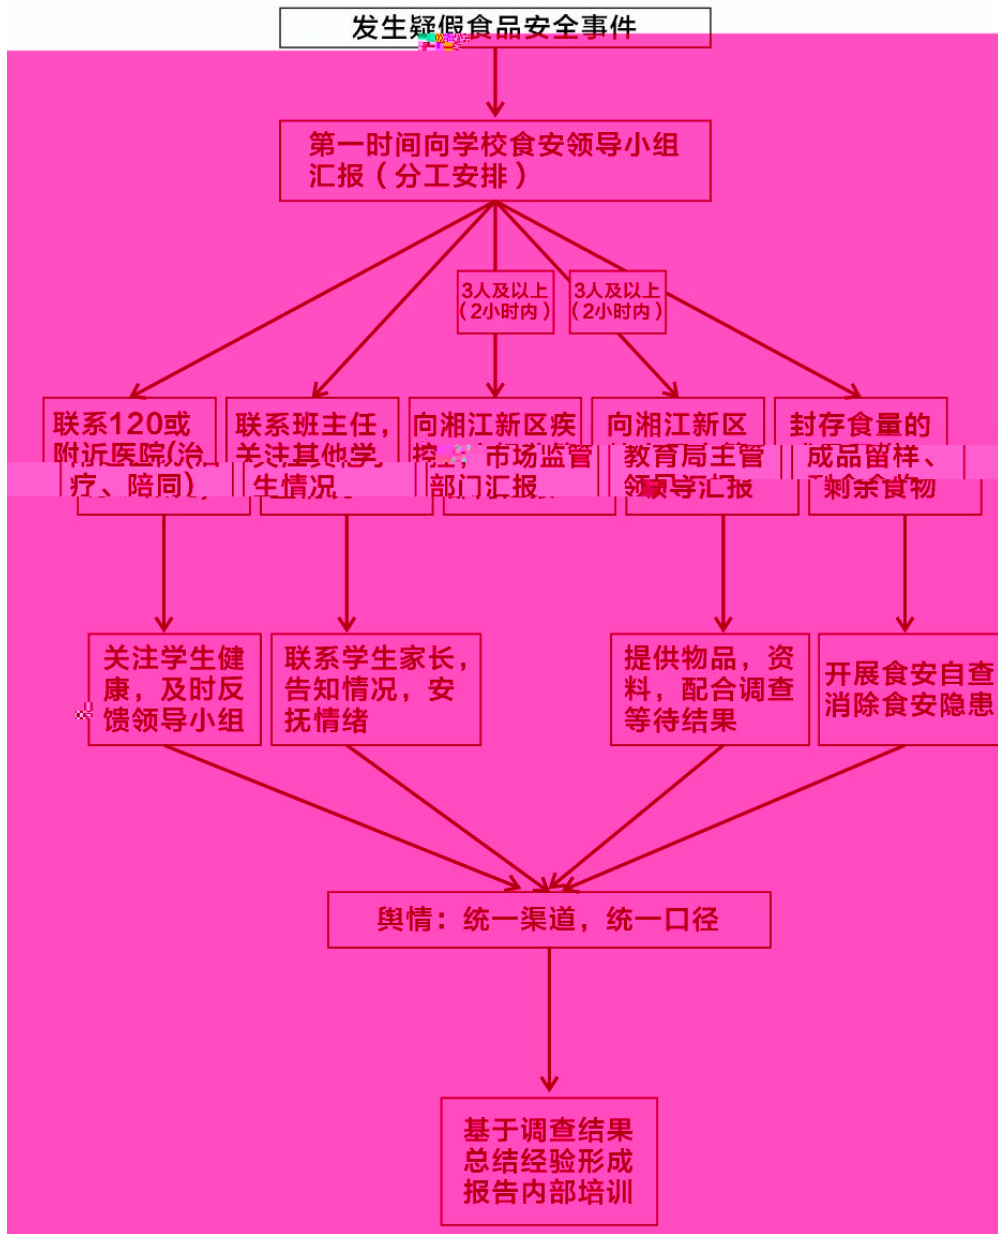 发生疑假食品安全事件
第一时间向学校食安领导小组
汇报（分工安排）
3人及以上
（2小时内）
3人及以上
（2小时内）
联系120或
附近医院(治
疗、陪同)
联系班主任，
关注其他学
生情况
向湘江新区疾
控、市场监管
部门汇报
向湘江新区
教育局主管
领导汇报
封存食量的
成品留样、
剩余食物
关注学生健
康，及时反
馈领导小组
联系学生家长，
告知情况，安
抚情绪
提供物品，资
料，配合调查
等待结果
开展食安自查
消除食安隐患
舆情：统一渠道，统一口径
基于调查结果
总结经验形成
报告内部培训